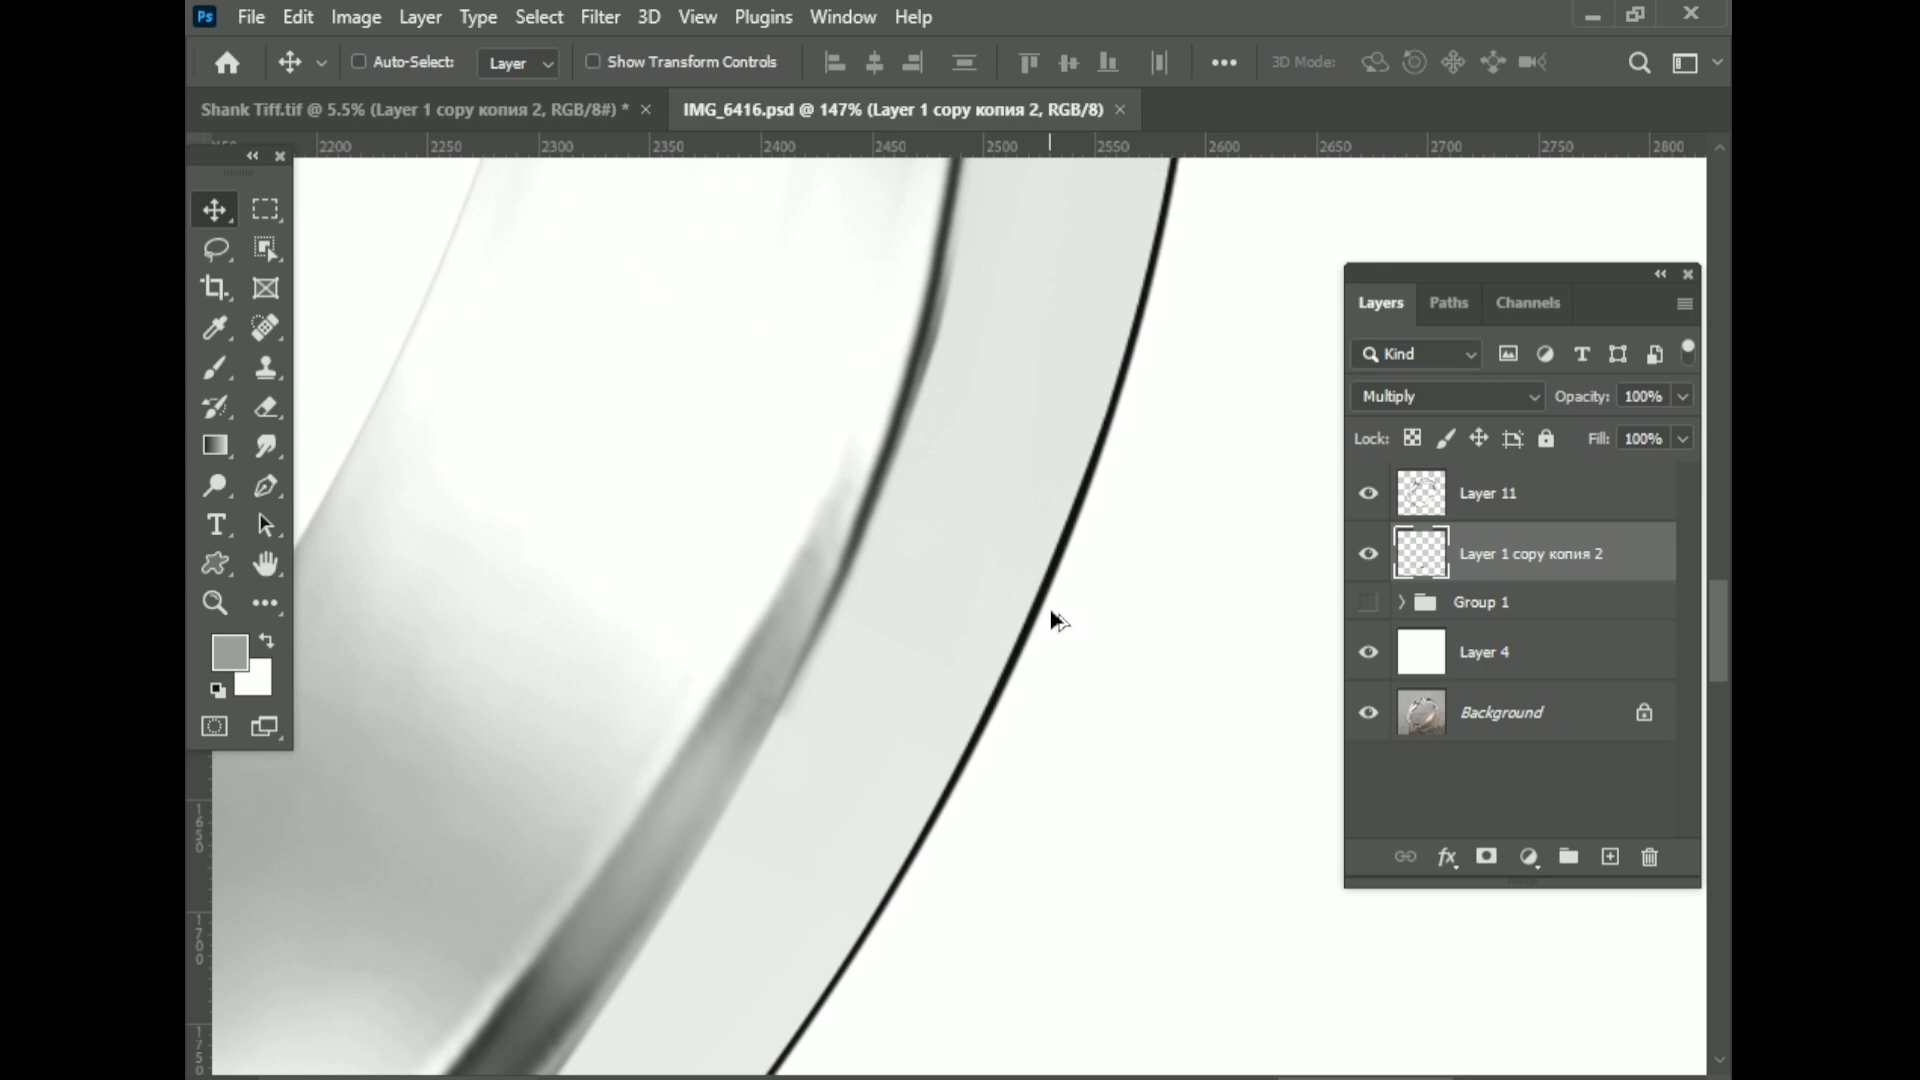 Ps File Edit Image Layer Type Select Filter 3D View Plugins Window Help
Auto-Select: Layer Show Transform Controls 3D Mode:
Shank Tiff.tif @ 5.5% (Layer 1 copy копия 2, RGB/8#) * IMG_6416.psd @ 147% (Layer 1 copy копия 2, RGB/8)
2200 2250 2300 2350 2400 2450 2500 2550 2600 2650 2700 2750 2800
Layers Paths Channels
Kind
Multiply Opacity: 100%
Lock: Fill: 100%
Layer 11
Layer 1 copy копия 2
Group 1
Layer 4
Background
1650
1700
1750